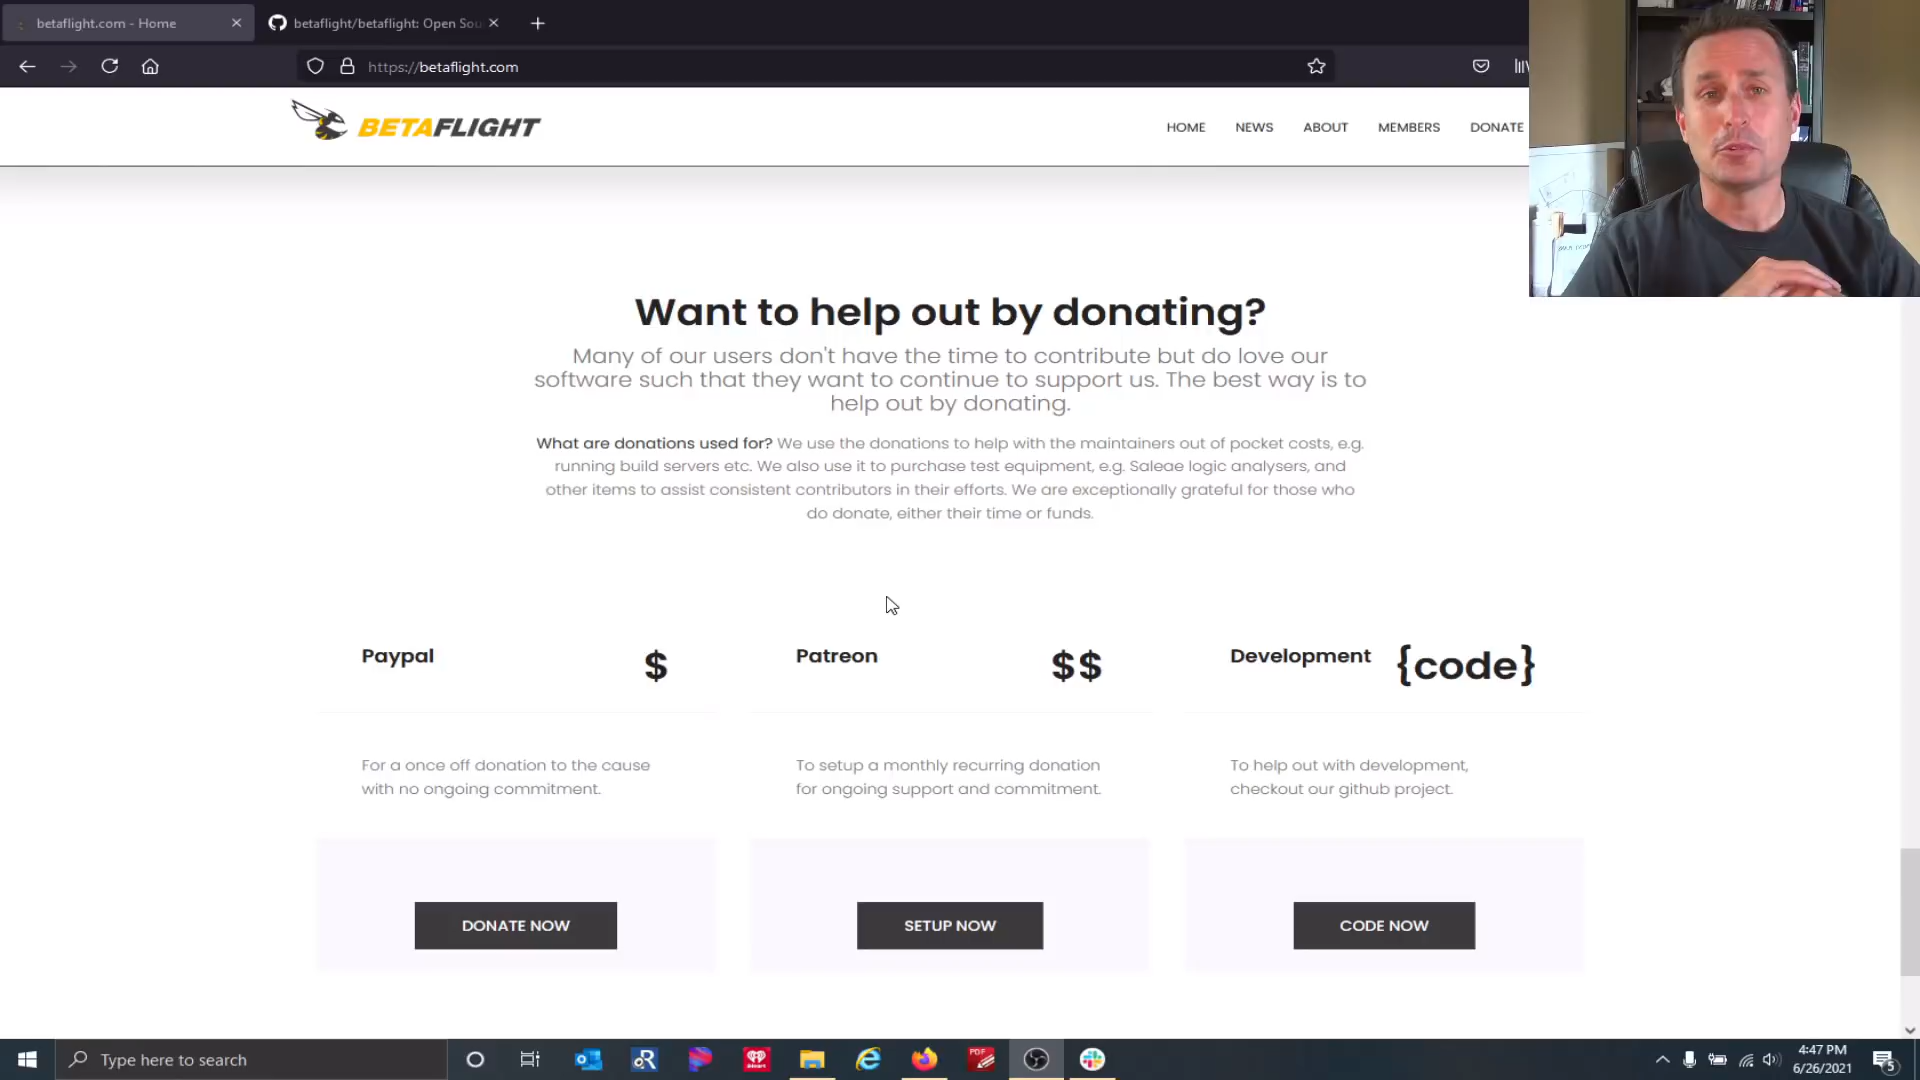 betaflight.com - Home
betaflight/betaflight: Open Sou
https://betaflight.com
BETAFLIGHT
HOME NEWS ABOUT MEMBERS DONATE
Want to help out by donating?
Many of our users don't have the time to contribute but do love our
software such that they want to continue to support us. The best way is to
help out by donating.
What are donations used for? We use the donations to help with the maintainers out of pocket costs, e.g.
running build servers etc. We also use it to purchase test equipment, e.g. Saleae logic analysers, and
other items to assist consistent contributors in their efforts. We are exceptionally grateful for those who
do donate, either their time or funds.
Paypal $
Patreon $$
Development {code}
For a once off donation to the cause
with no ongoing commitment.
To setup a monthly recurring donation
for ongoing support and commitment.
To help out with development,
checkout our github project.
DONATE NOW
SETUP NOW
CODE NOW
Type here to search
4:47 PM
6/26/2021
5